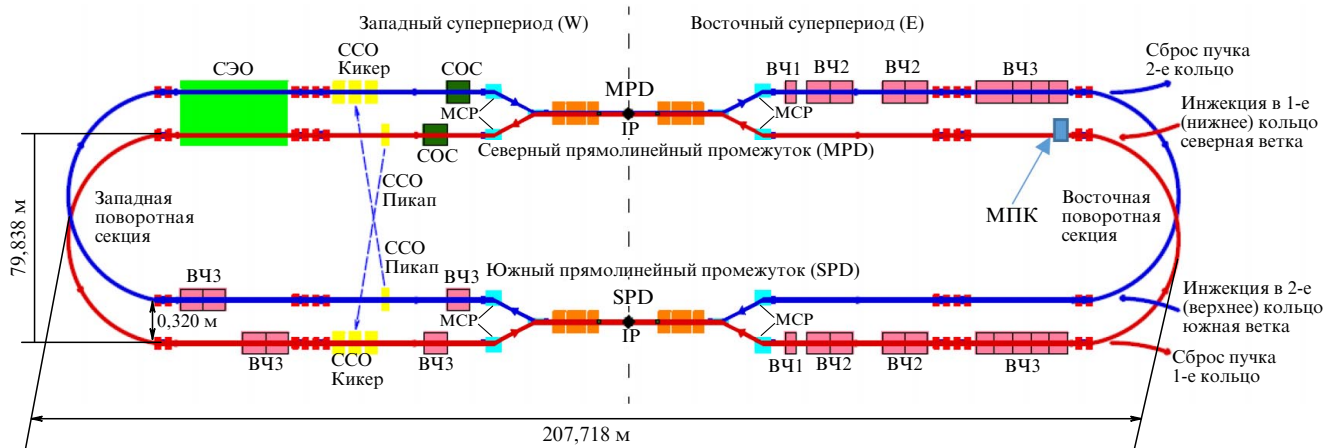 Западный суперпериод (W)
Восточный суперпериод (E)
СЭО
ССО
Кикер
СОС
МСР
MPD
IP
ВЧ1
ВЧ2
ВЧ2
ВЧ3
МСР
Сброс пучка
2-е кольцо
Инжекция в 1-е
(нижнее) кольцо
северная ветка
СОС
Северный прямолинейный промежуток (MPD)
ССО
Пикап
МПК
Западная
поворотная
секция
Восточная
поворотная
секция
79,838 м
ССО
Пикап
Южный прямолинейный промежуток (SPD)
ВЧ3
ВЧ3
SPD
IP
МСР
МСР
0,320 м
Инжекция в 2-е
(верхнее) кольцо
южная ветка
ВЧ3
ССО
Кикер
ВЧ3
ВЧ1
ВЧ2
ВЧ2
ВЧ3
Сброс пучка
1-е кольцо
207,718 м